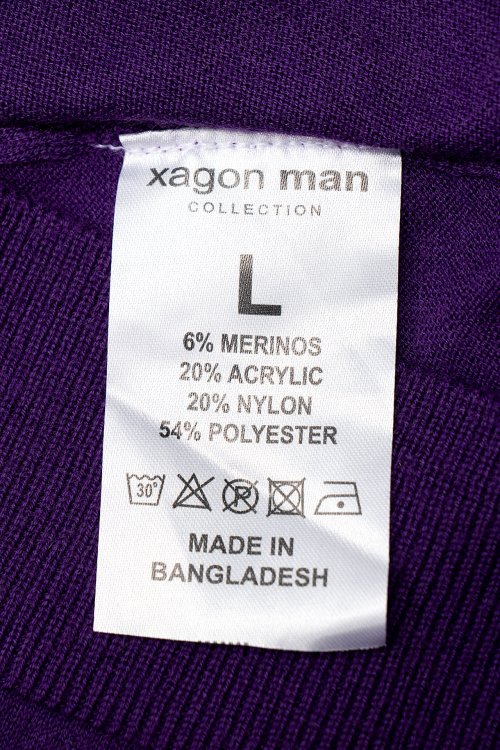 xagon man
COLLECTION
L
6% MERINOS
20% ACRYLIC
20% NYLON
54% POLYESTER
30°
P
MADE IN
BANGLADESH